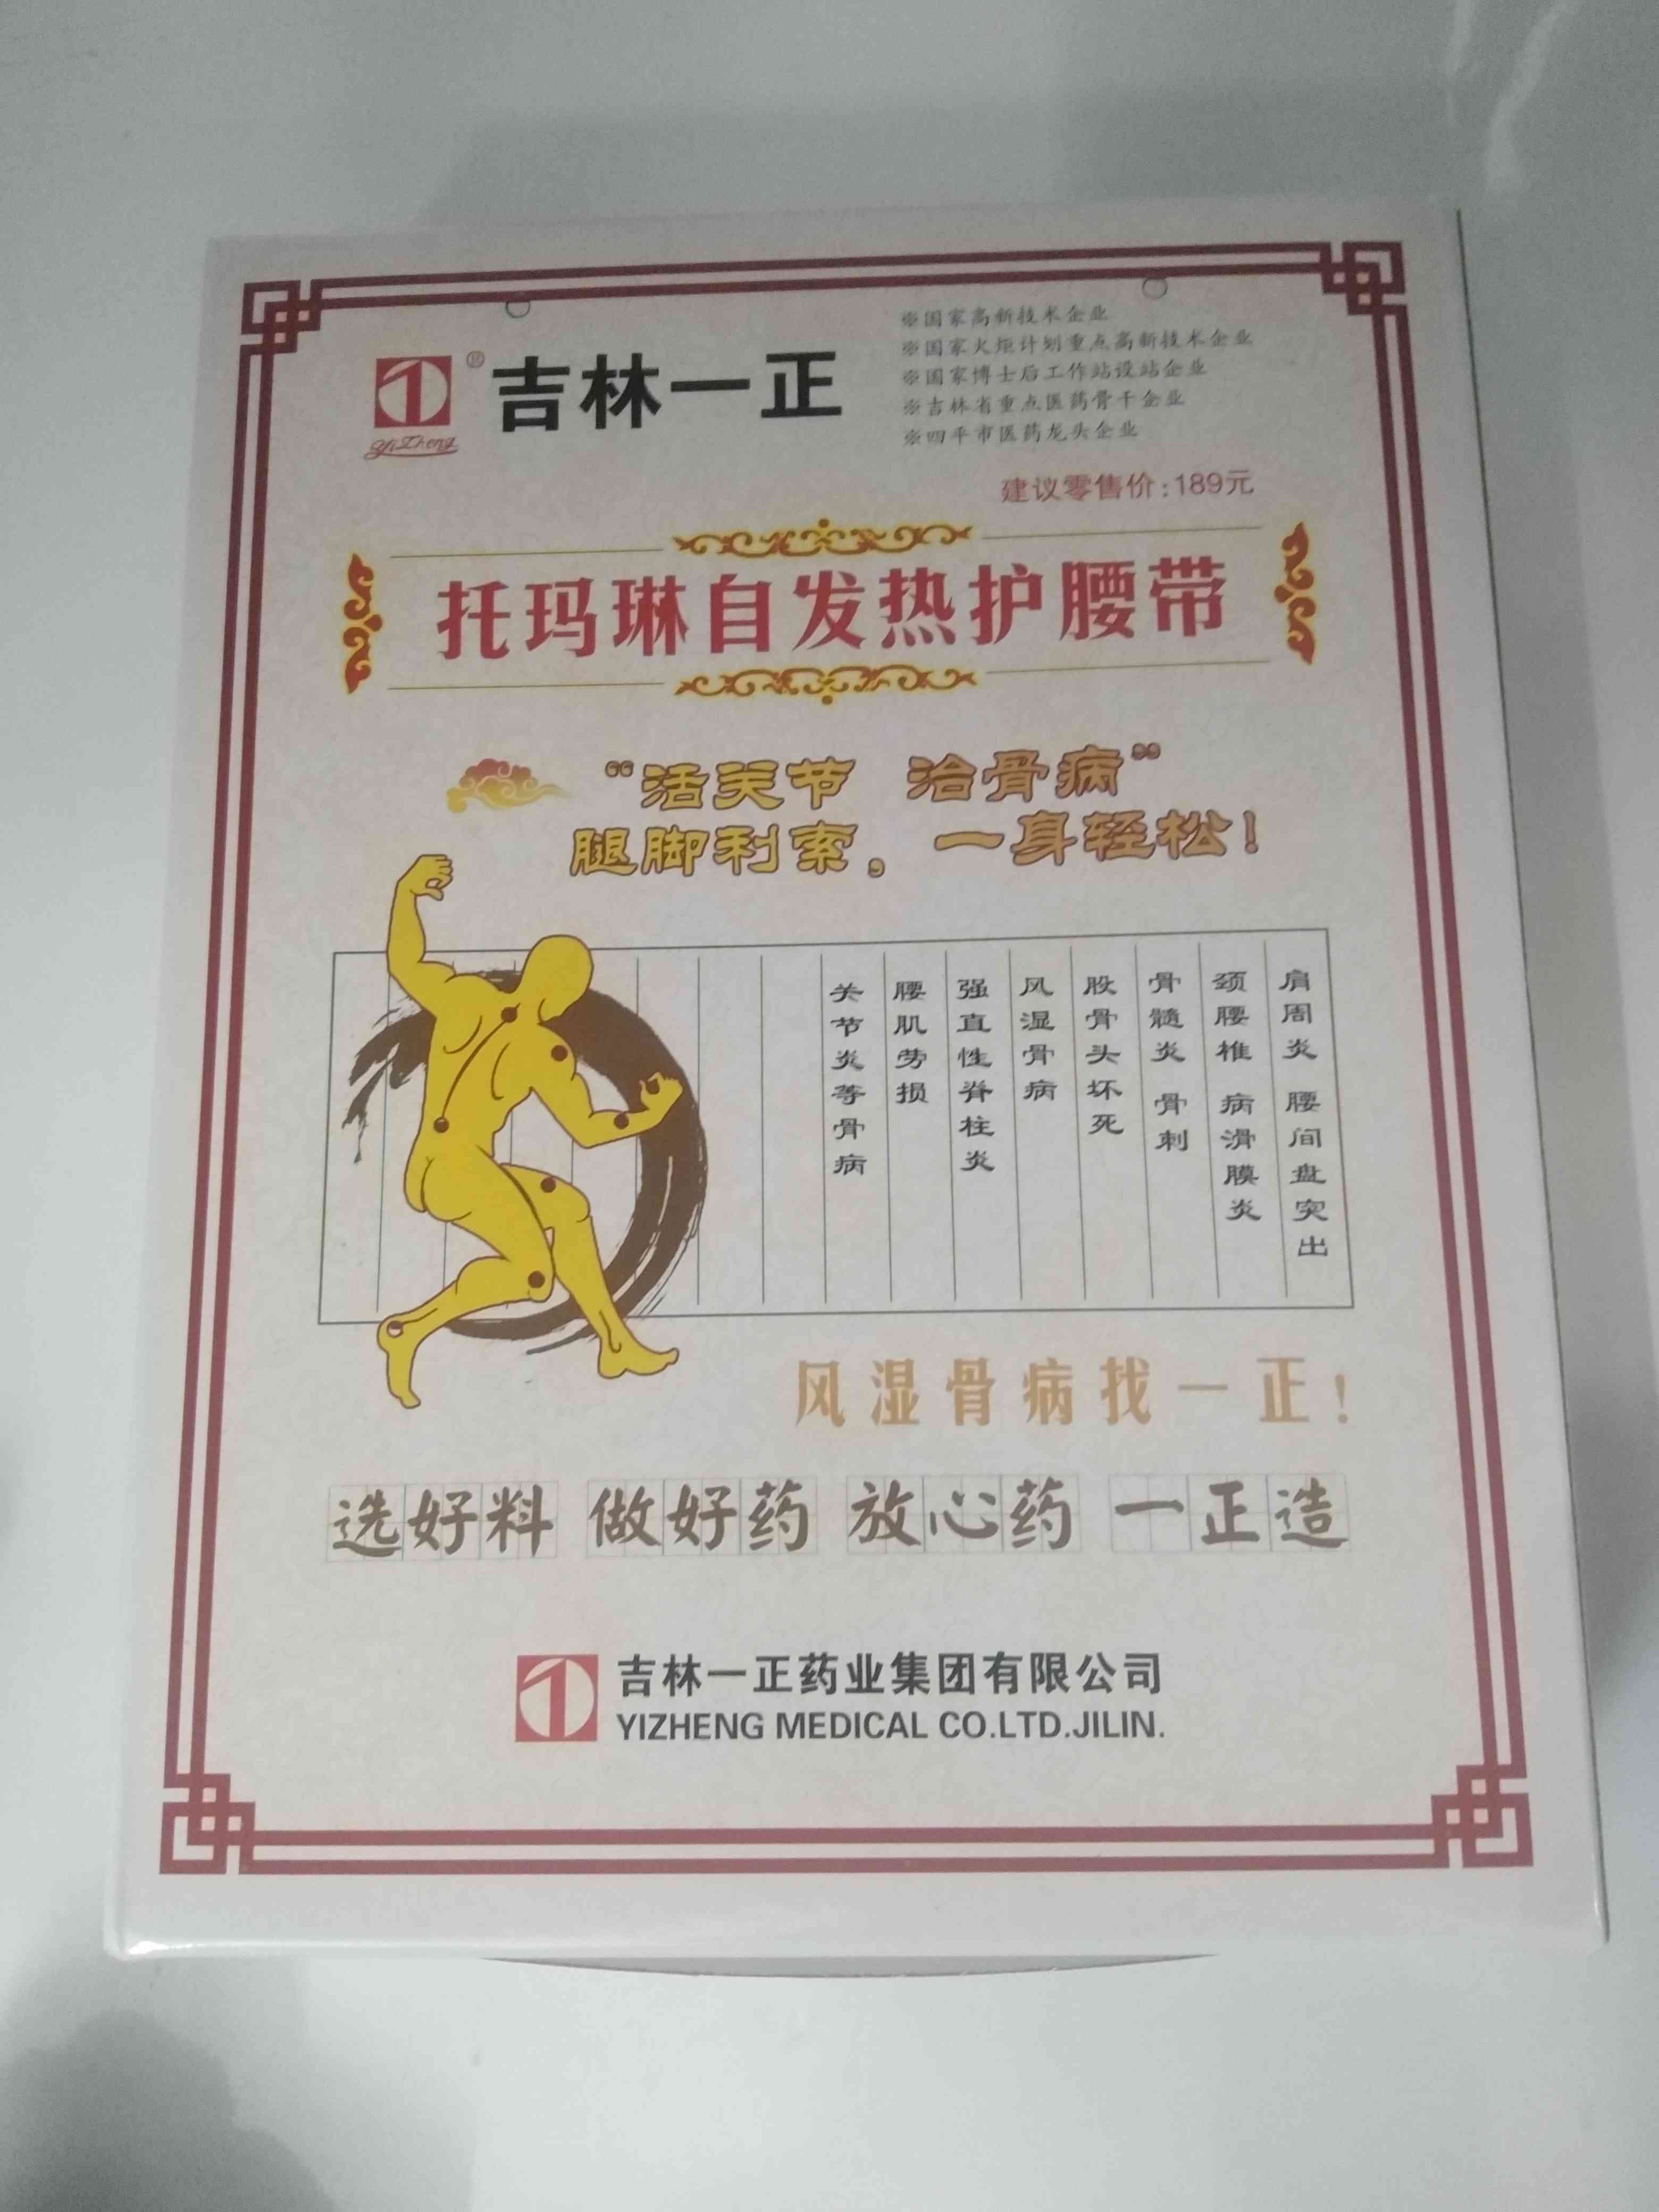 吉林一正
YiZheng
※国家高新技术企业
※国家火炬计划重点高新技术企业
※国家博士后工作站设站企业
※吉林省重点医药骨干企业
※四平市医药龙头企业
建议零售价:189元
托玛琳自发热护腰带
“活关节 治骨病”
腿脚利索,一身轻松!
肩周炎 腰间盘突出
颈腰椎 病滑膜炎
骨髓炎 骨刺
股骨头坏死
风湿骨病
强直性脊柱炎
腰肌劳损
关节炎等骨病
风湿骨病找一正!
选好料 做好药 放心药 一正造
吉林一正药业集团有限公司
YIZHENG MEDICAL CO.LTD.JILIN.